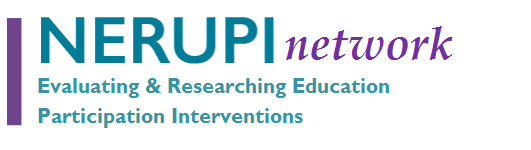 NERUPI network
Evaluating & Researching Education
Participation Interventions